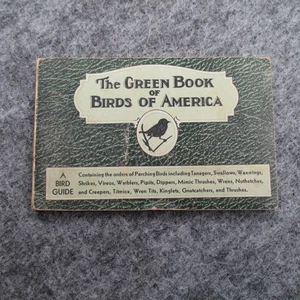 The Green Book
of
Birds of America
A
BIRD
GUIDE
Containing the orders of Perching Birds including Tanagers, Swallows, Waxwings,
Shrikes, Vireos, Warblers, Pipits, Dippers, Mimic Thrushes, Wrens, Nuthatches,
and Creepers, Titmice, Wren Tits, Kinglets, Gnatcatchers, and Thrushes.